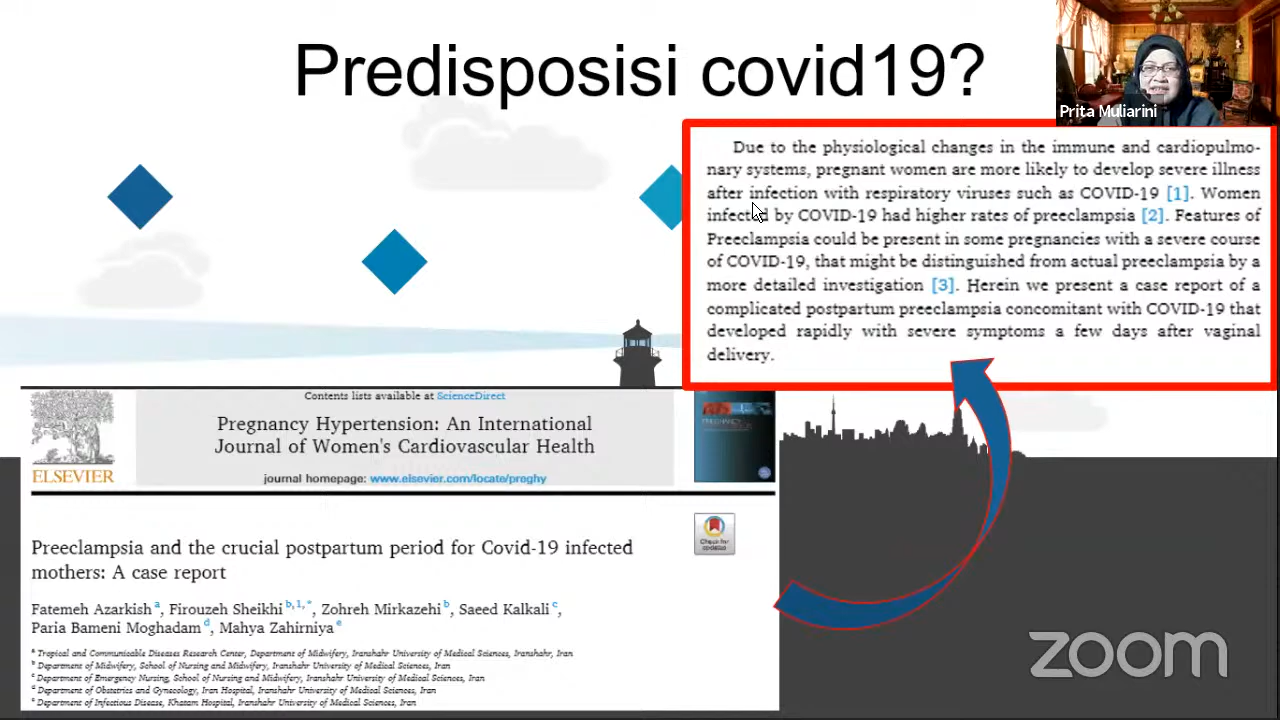 Predisposisi covid19?
Prita Muliarini
Due to the physiological changes in the immune and cardiopulmo-
nary systems, pregnant women are more likely to develop severe illness
after infection with respiratory viruses such as COVID-19 [1]. Women
infected by COVID-19 had higher rates of preeclampsia [2]. Features of
Preeclampsia could be present in some pregnancies with a severe course
of COVID-19, that might be distinguished from actual preeclampsia by a
more detailed investigation [3]. Herein we present a case report of a
complicated postpartum preeclampsia concomitant with COVID-19 that
developed rapidly with severe symptoms a few days after vaginal
delivery.
Contents lists available at ScienceDirect
Pregnancy Hypertension: An International
Journal of Women's Cardiovascular Health
journal homepage: www.elsevier.com/locate/preghy
ELSEVIER
PREGNANCY
Check for
updates
Preeclampsia and the crucial postpartum period for Covid-19 infected
mothers: A case report
Fatemeh Azarkish a, Firouzeh Sheikhi b,1,*, Zohreh Mirkazehi b, Saeed Kalkali c,
Paria Bameni Moghadam d, Mahya Zahirniya e
a Tropical and Communicable Diseases Research Center, Department of Midwifery, Iranshahr University of Medical Sciences, Iranshahr, Iran
b Department of Midwifery, School of Nursing and Midwifery, Iranshahr University of Medical Sciences, Iran
c Department of Emergency Nursing, School of Nursing and Midwifery, Iranshahr University of Medical Sciences, Iran
d Department of Obstetrics and Gynecology, Iran Hospital, Iranshahr University of Medical Sciences, Iran
e Department of Infectious Disease, Khatam Hospital, Iranshahr University of Medical Sciences, Iran
zoom